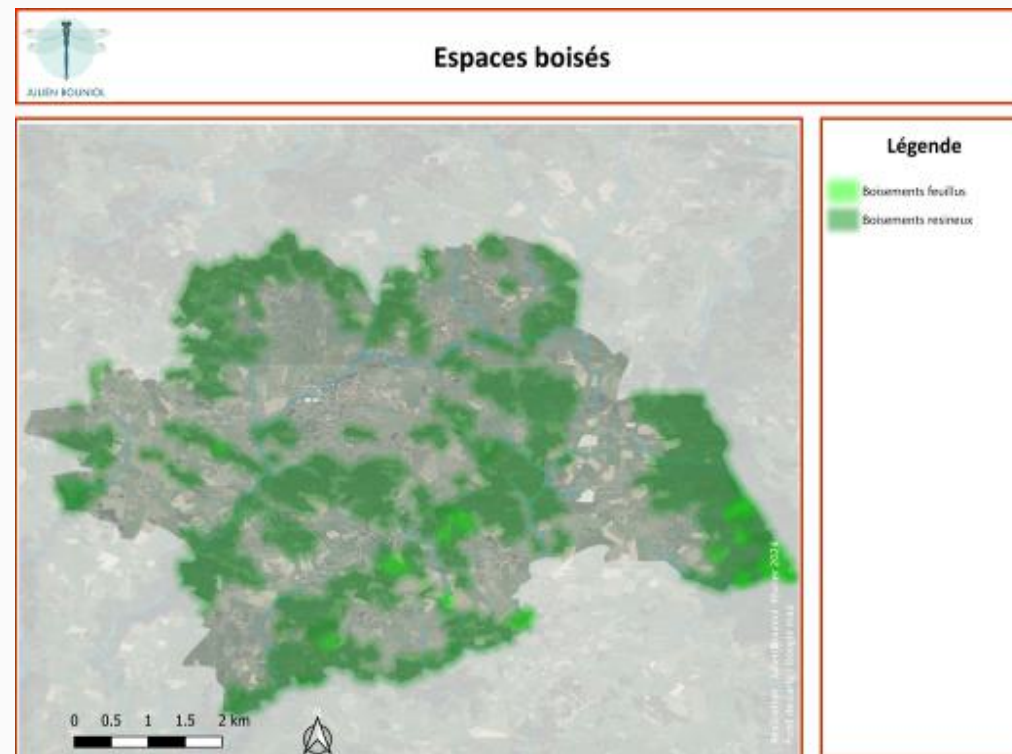 JULIEN BOUNIOL
Espaces boisés
Légende
Boisements feuillus
Boisements resineux
0 0.5 1 1.5 2 km